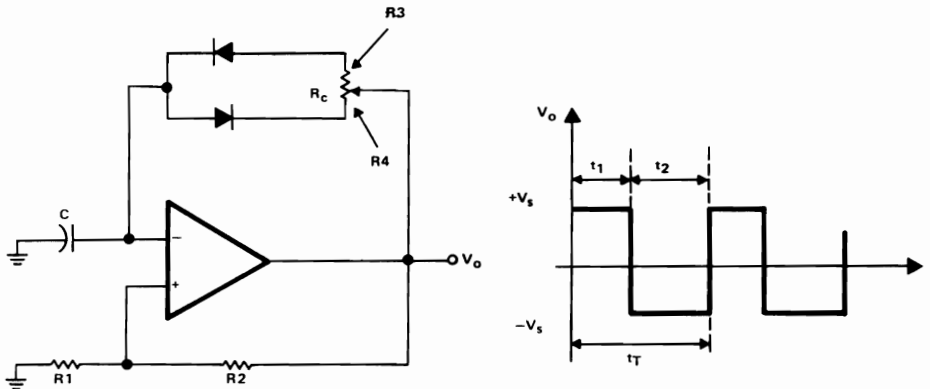 R3
Rc
R4
C
−
+
Vo
R1
R2
Vo
t1
t2
+Vs
−Vs
tT